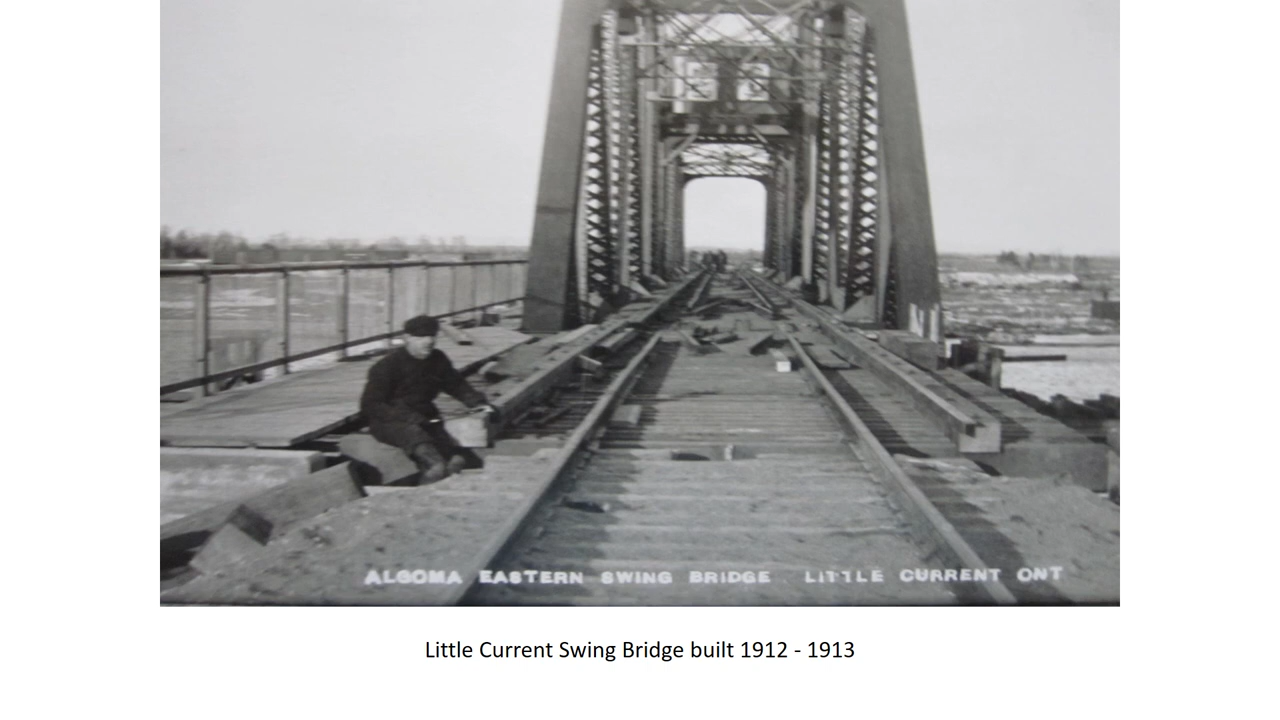 ALGOMA EASTERN SWING BRIDGE LITTLE CURRENT ONT
Little Current Swing Bridge built 1912 - 1913